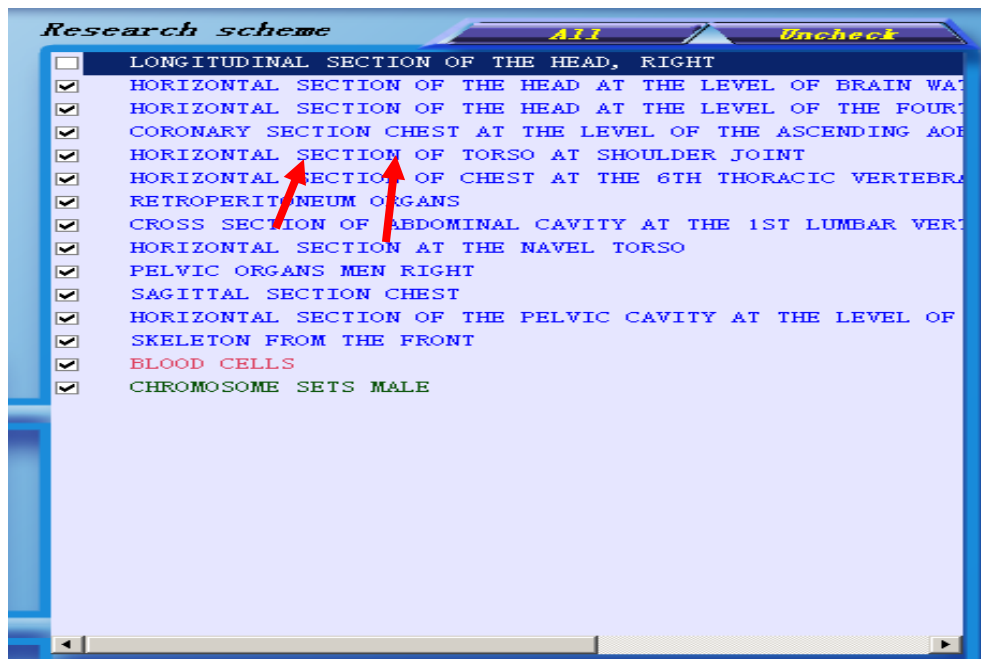 Research scheme
All
Uncheck
LONGITUDINAL SECTION OF THE HEAD, RIGHT
HORIZONTAL SECTION OF THE HEAD AT THE LEVEL OF BRAIN WAT
HORIZONTAL SECTION OF THE HEAD AT THE LEVEL OF THE FOURT
CORONARY SECTION CHEST AT THE LEVEL OF THE ASCENDING AOR
HORIZONTAL SECTION OF TORSO AT SHOULDER JOINT
HORIZONTAL SECTION OF CHEST AT THE 6TH THORACIC VERTEBRA
RETROPERITONEUM ORGANS
CROSS SECTION OF ABDOMINAL CAVITY AT THE 1ST LUMBAR VERT
HORIZONTAL SECTION AT THE NAVEL TORSO
PELVIC ORGANS MEN RIGHT
SAGITTAL SECTION CHEST
HORIZONTAL SECTION OF THE PELVIC CAVITY AT THE LEVEL OF
SKELETON FROM THE FRONT
BLOOD CELLS
CHROMOSOME SETS MALE